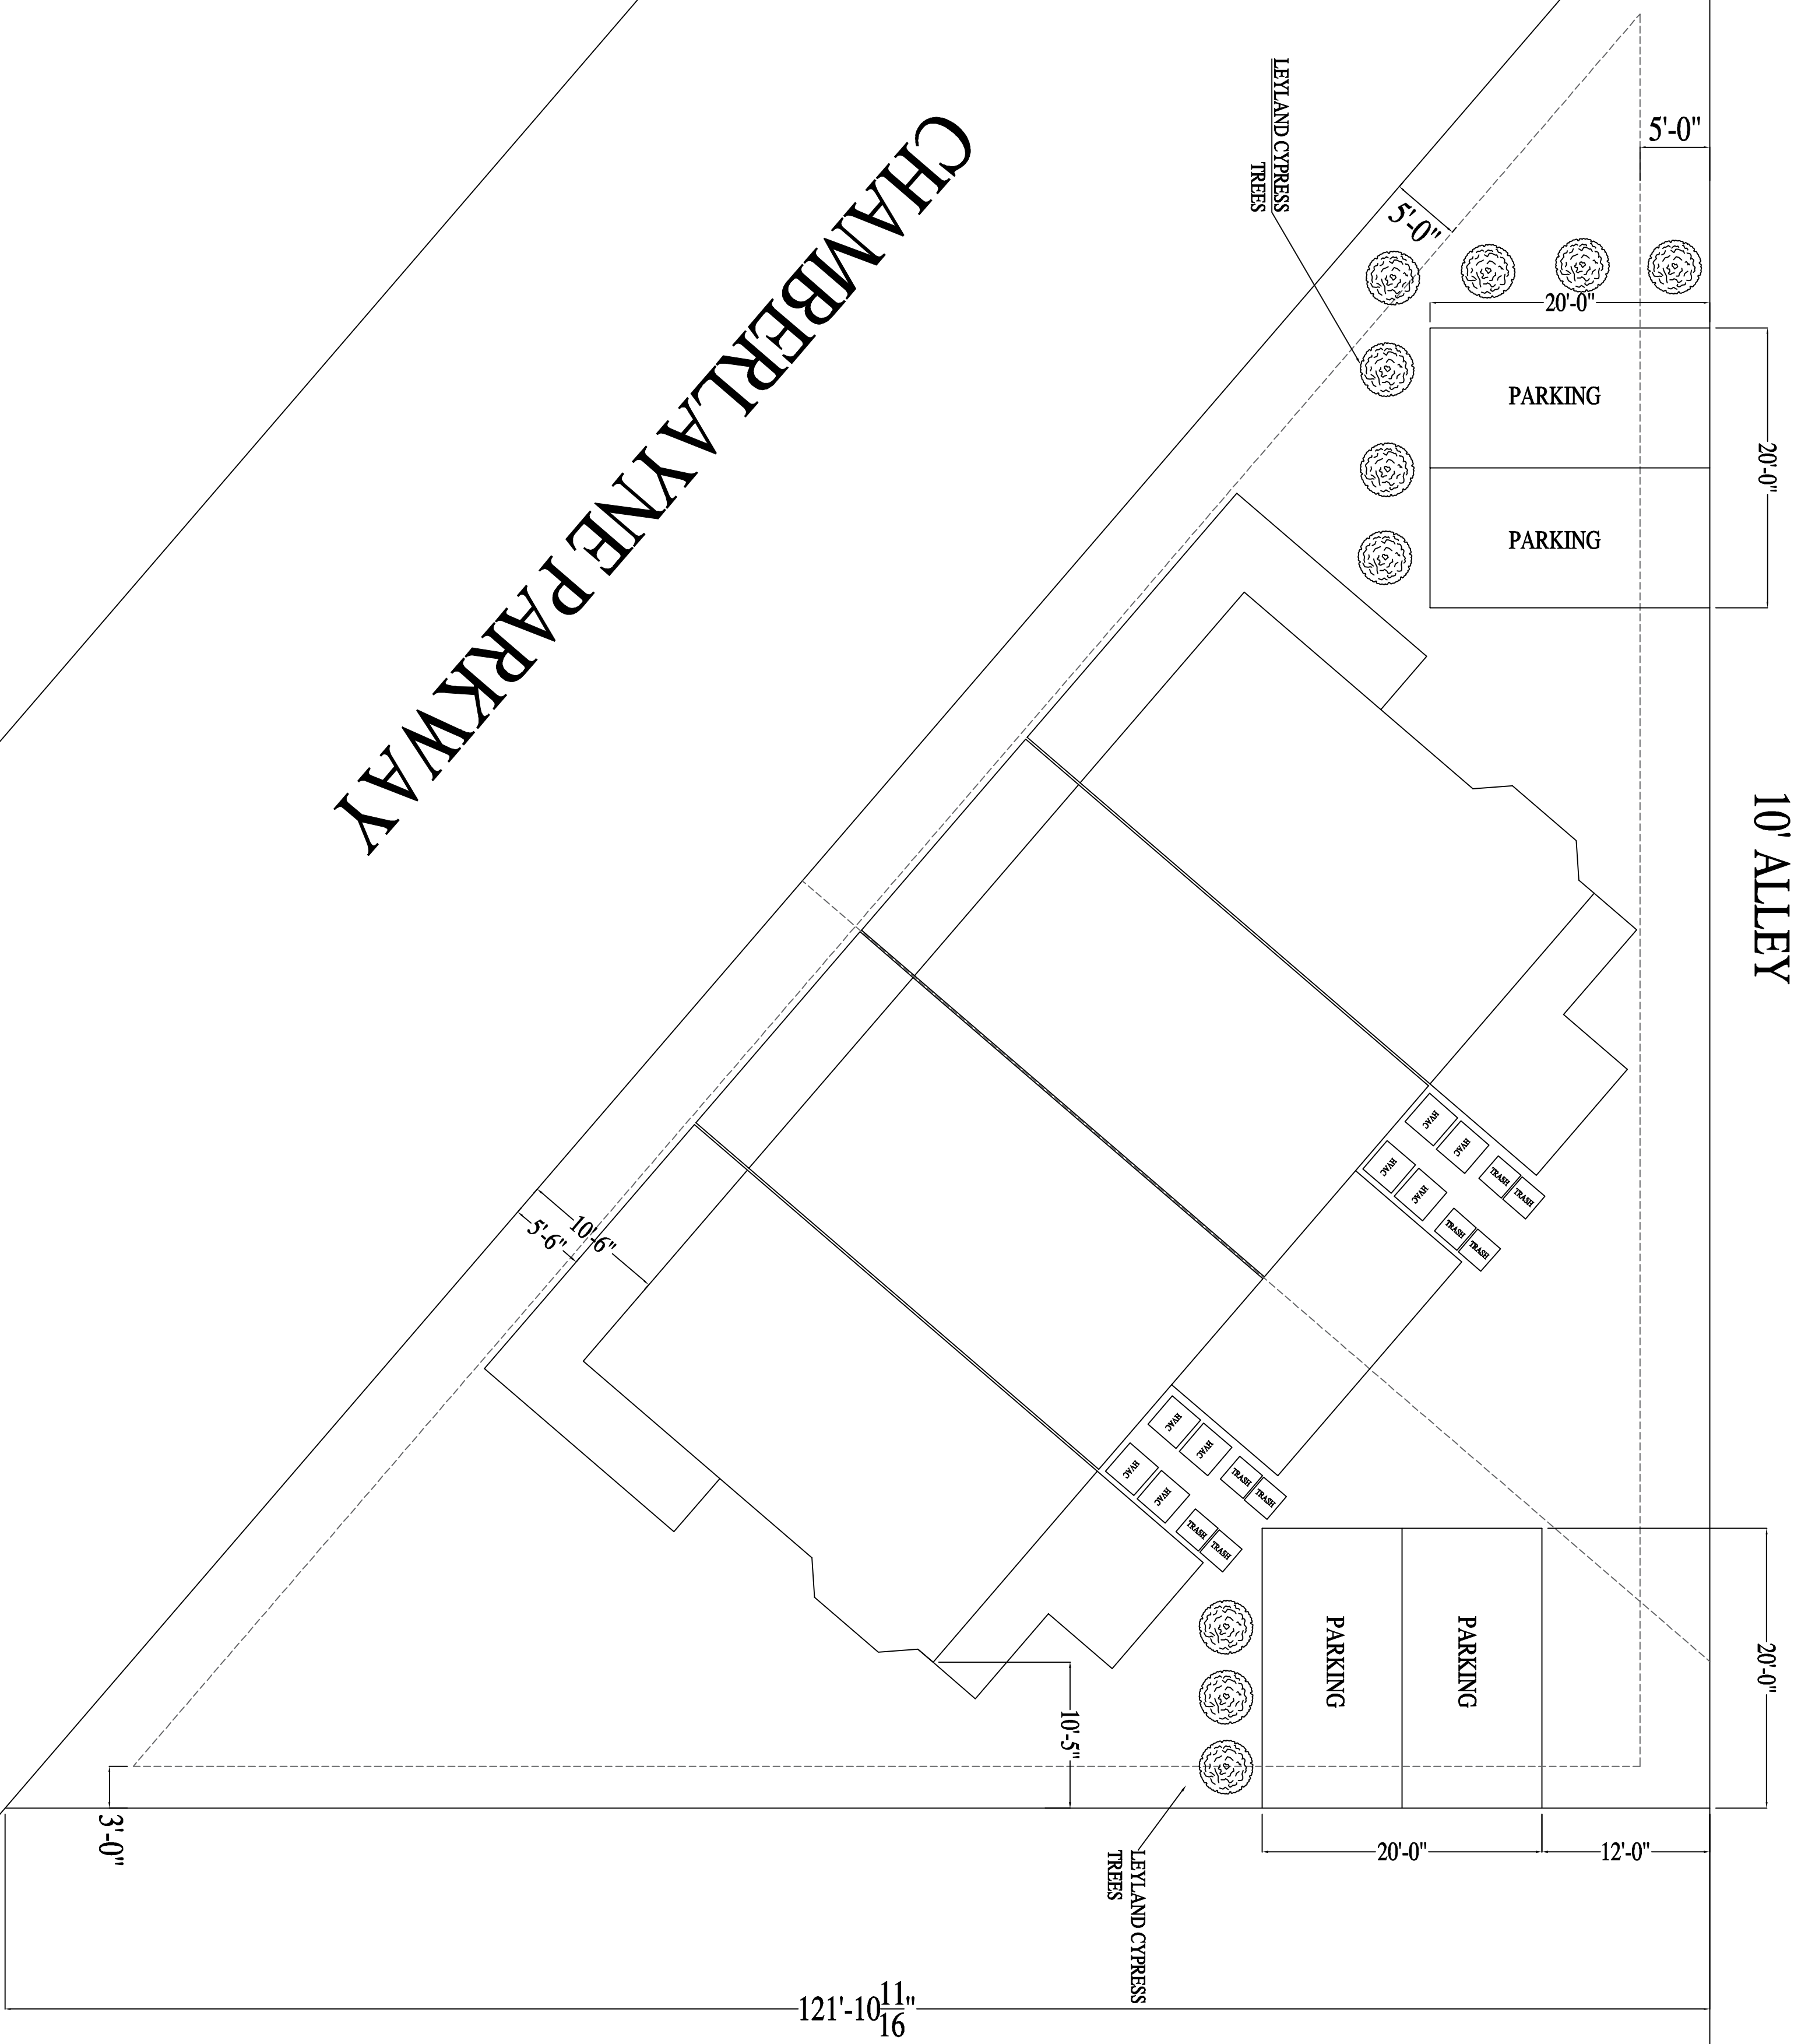 5'-0"
LEYLAND CYPRESS
TREES
CHAMBERLAYNE PARKWAY
5'-0"
20'-0"
PARKING
PARKING
20'-0"
10' ALLEY
HVAC
HVAC
TRASH
TRASH
HVAC
HVAC
TRASH
TRASH
10'-6"
5'-6"
HVAC
HVAC
TRASH
TRASH
HVAC
HVAC
TRASH
TRASH
PARKING
PARKING
20'-0"
10'-5"
3'-0"
20'-0"
12'-0"
LEYLAND CYPRESS
TREES
121'-10 11/16"